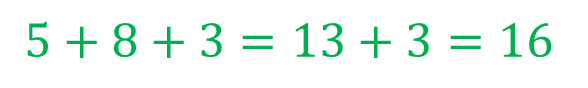 5 + 8 + 3 = 13 + 3 = 16